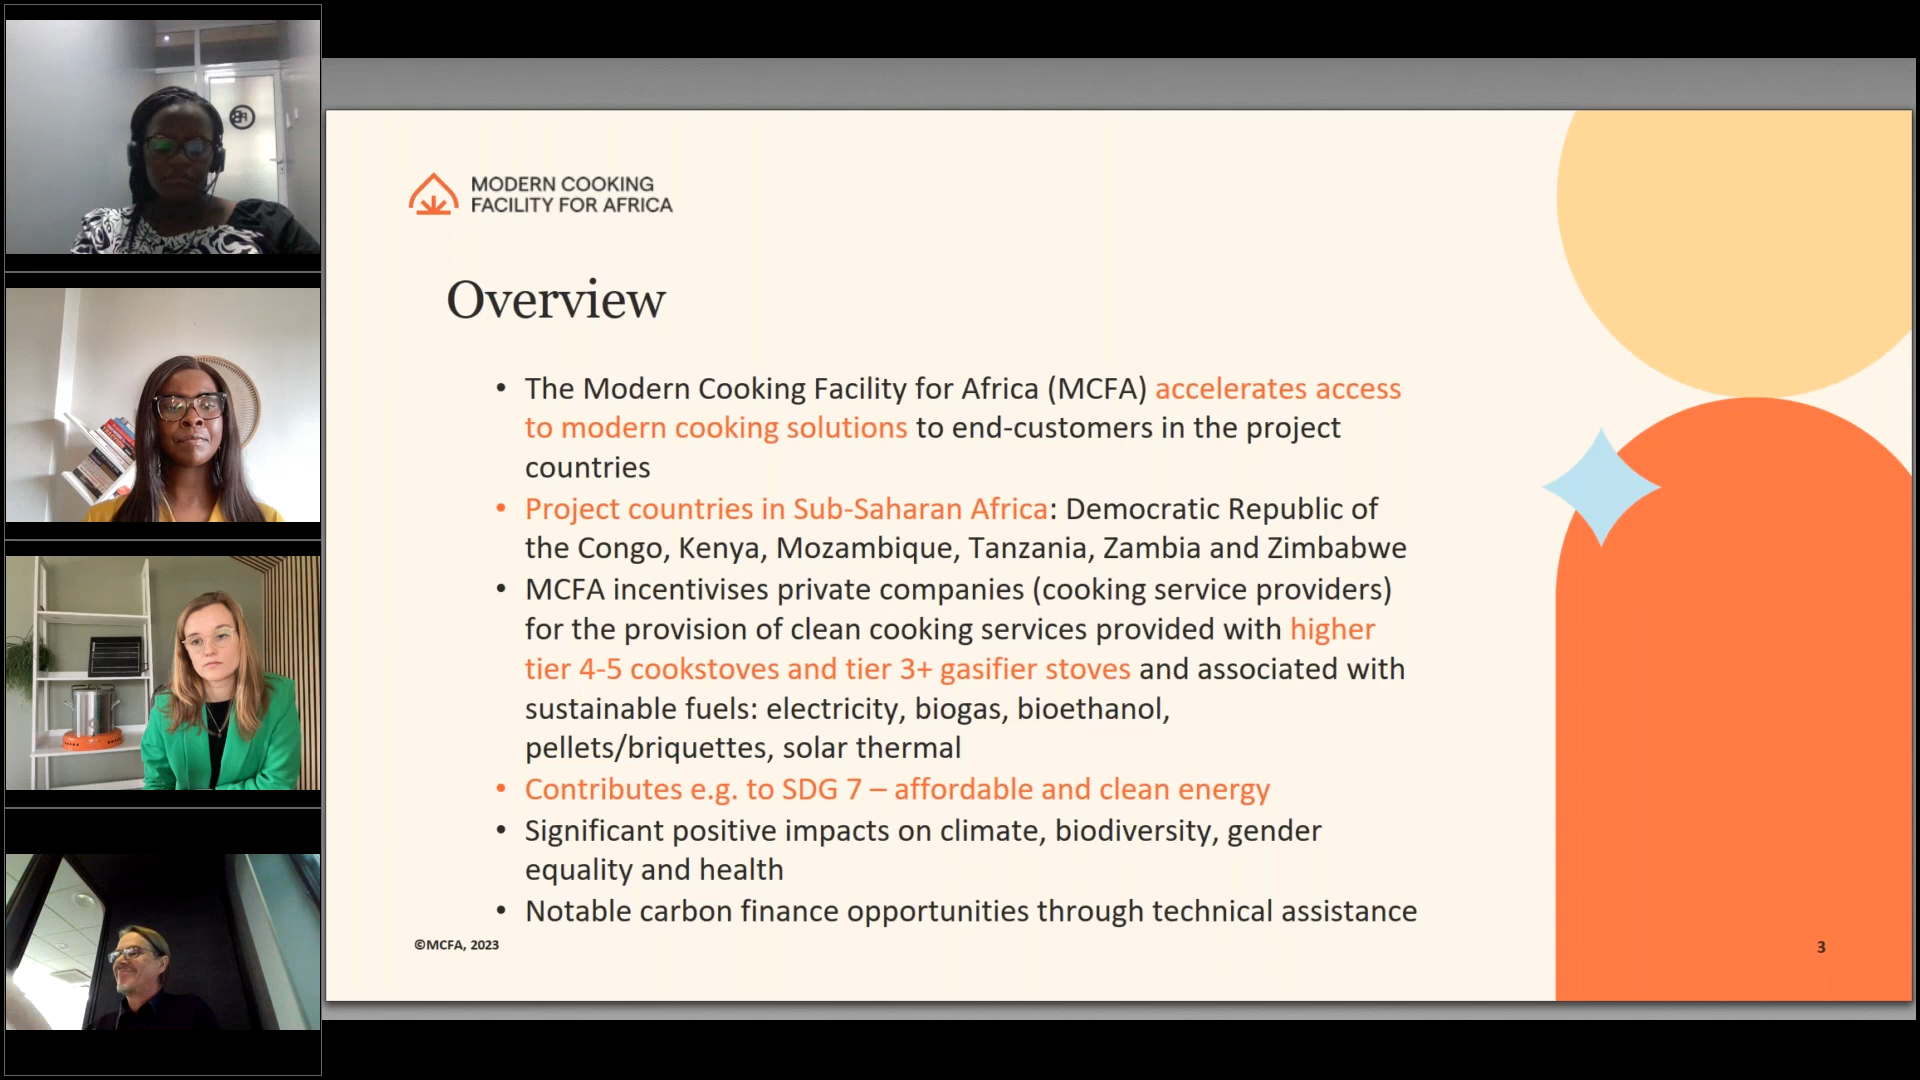 MODERN COOKING
FACILITY FOR AFRICA
Overview
• The Modern Cooking Facility for Africa (MCFA) accelerates access
to modern cooking solutions to end-customers in the project
countries
• Project countries in Sub-Saharan Africa: Democratic Republic of
the Congo, Kenya, Mozambique, Tanzania, Zambia and Zimbabwe
• MCFA incentivises private companies (cooking service providers)
for the provision of clean cooking services provided with higher
tier 4-5 cookstoves and tier 3+ gasifier stoves and associated with
sustainable fuels: electricity, biogas, bioethanol,
pellets/briquettes, solar thermal
• Contributes e.g. to SDG 7 – affordable and clean energy
• Significant positive impacts on climate, biodiversity, gender
equality and health
• Notable carbon finance opportunities through technical assistance
©MCFA, 2023
3